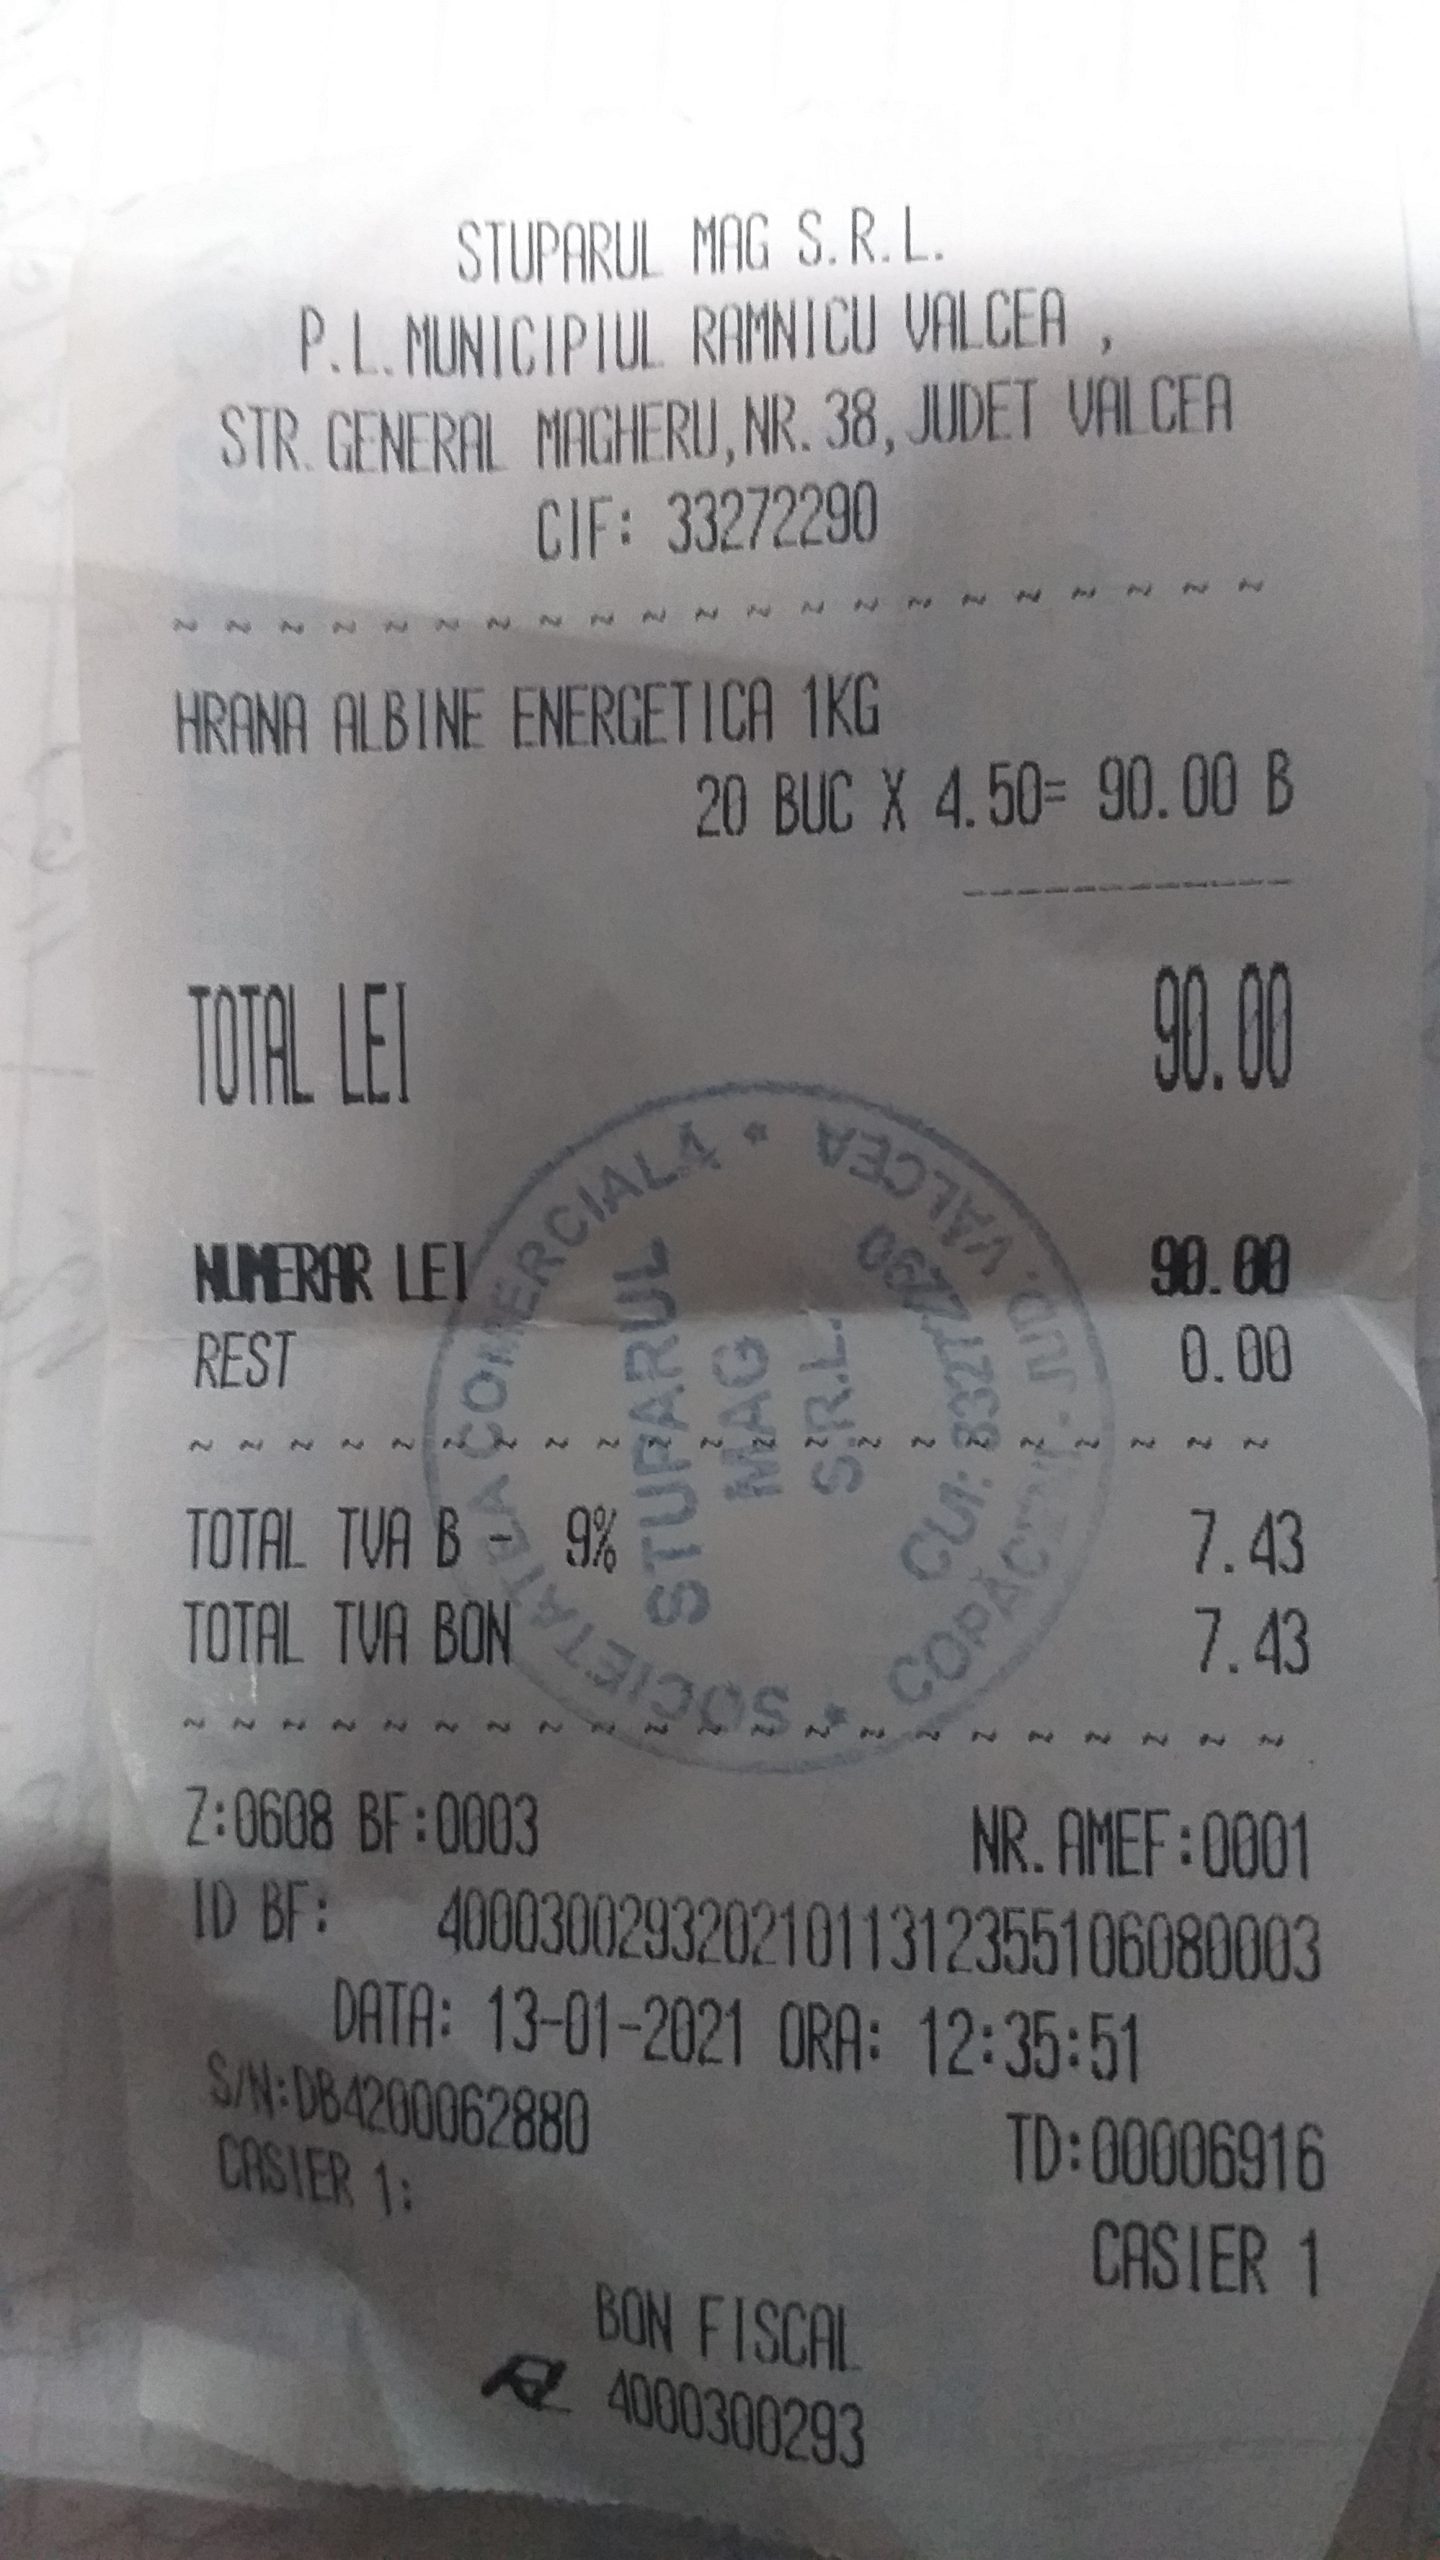 STUPARUL MAG S.R.L.
P.L.MUNICIPIUL RAMNICU VALCEA ,
STR.GENERAL MAGHERU,NR.38,JUDET VALCEA
CIF: 33272290
~ ~ ~ ~ ~ ~ ~ ~ ~ ~ ~ ~ ~ ~ ~ ~ ~ ~ ~ ~ ~
HRANA ALBINE ENERGETICA 1KG
20 BUC X 4.50= 90.00 B
------------
TOTAL LEI 90.00
NUMERAR LEI 90.00
REST 0.00
~ ~ ~ ~ ~ ~ ~ ~ ~ ~ ~ ~ ~ ~ ~ ~ ~ ~ ~ ~ ~
TOTAL TVA B - 9% 7.43
TOTAL TVA BON 7.43
~ ~ ~ ~ ~ ~ ~ ~ ~ ~ ~ ~ ~ ~ ~ ~ ~ ~ ~ ~ ~
Z:0608 BF:0003 NR.AMEF:0001
ID BF: 40003002932021011312355106080003
DATA: 13-01-2021 ORA: 12:35:51
S/N:DB4200062880 TD:00006916
CASIER 1: CASIER 1
BON FISCAL
4000300293
SOCIETATEA COMERCIALĂ *
STUPARUL
MAG
S.R.L.
CUI: 33272290
* JUD. VALCEA